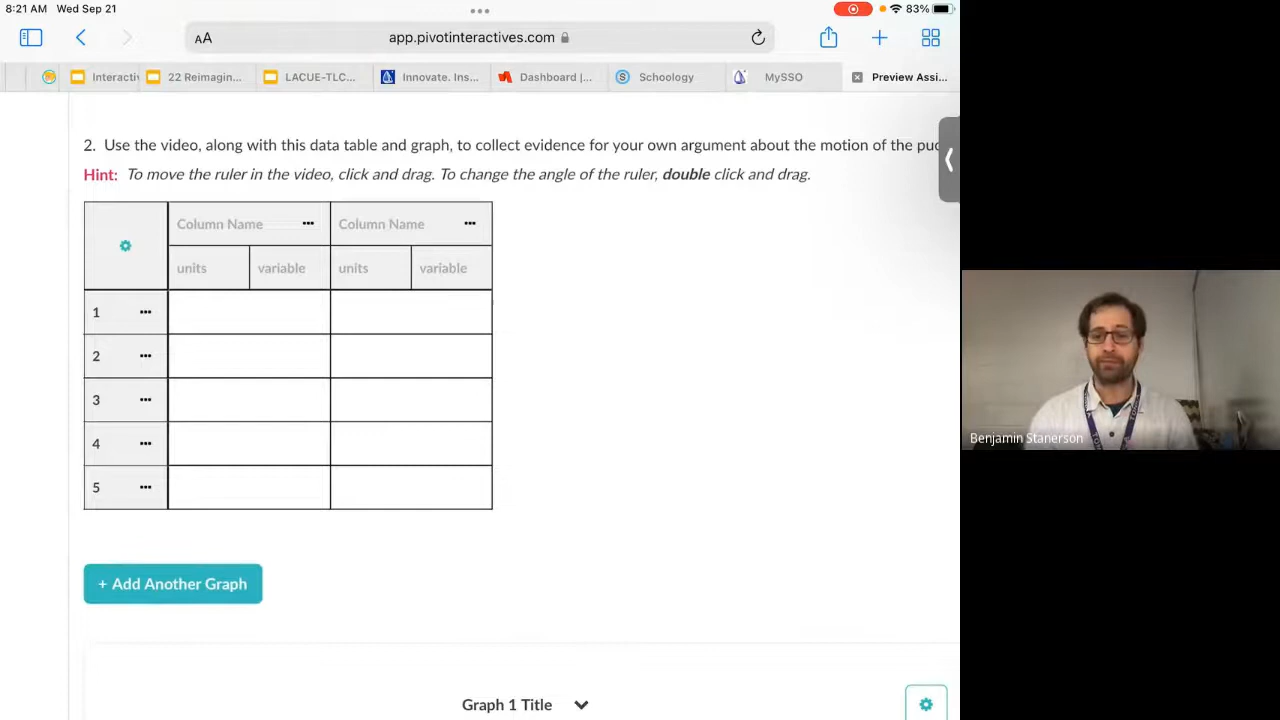 8:21 AM Wed Sep 21
83%
AA
app.pivotinteractives.com
Interacti
22 Reimagin...
LACUE-TLC...
Innovate. Ins...
Dashboard |...
Schoology
MySSO
Preview Assi...
2. Use the video, along with this data table and graph, to collect evidence for your own argument about the motion of the puc
Hint: To move the ruler in the video, click and drag. To change the angle of the ruler, double click and drag.
Column Name ••• Column Name •••
units variable units variable
1 •••
2 •••
3 •••
4 •••
5 •••
+ Add Another Graph
Graph 1 Title
Benjamin Stanerson